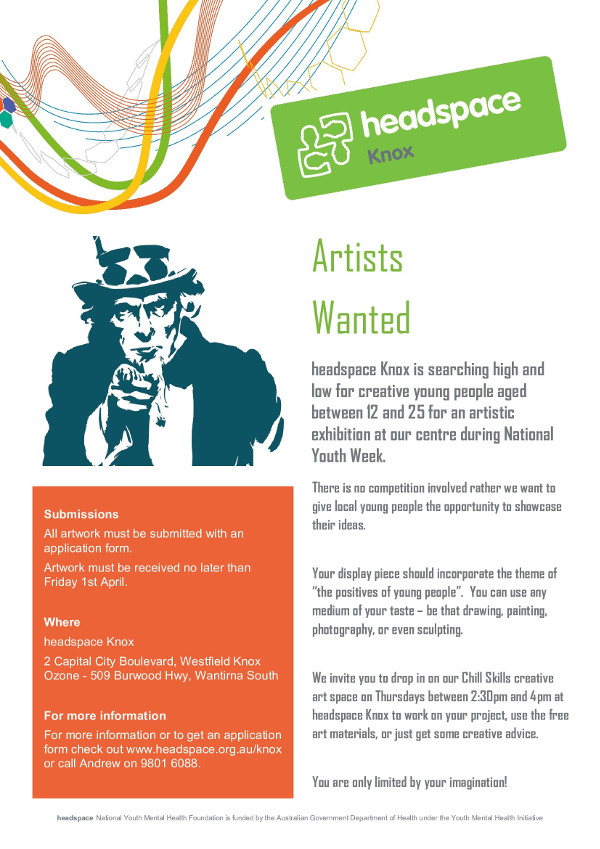 headspace
Knox
Artists
Wanted
headspace Knox is searching high and
low for creative young people aged
between 12 and 25 for an artistic
exhibition at our centre during National
Youth Week.
There is no competition involved rather we want to
give local young people the opportunity to showcase
their ideas.
Your display piece should incorporate the theme of
“the positives of young people”. You can use any
medium of your taste – be that drawing, painting,
photography, or even sculpting.
We invite you to drop in on our Chill Skills creative
art space on Thursdays between 2:30pm and 4pm at
headspace Knox to work on your project, use the free
art materials, or just get some creative advice.
You are only limited by your imagination!
Submissions
All artwork must be submitted with an
application form.
Artwork must be received no later than
Friday 1st April.
Where
headspace Knox
2 Capital City Boulevard, Westfield Knox
Ozone - 509 Burwood Hwy, Wantirna South
For more information
For more information or to get an application
form check out www.headspace.org.au/knox
or call Andrew on 9801 6088.
headspace National Youth Mental Health Foundation is funded by the Australian Government Department of Health under the Youth Mental Health Initiative